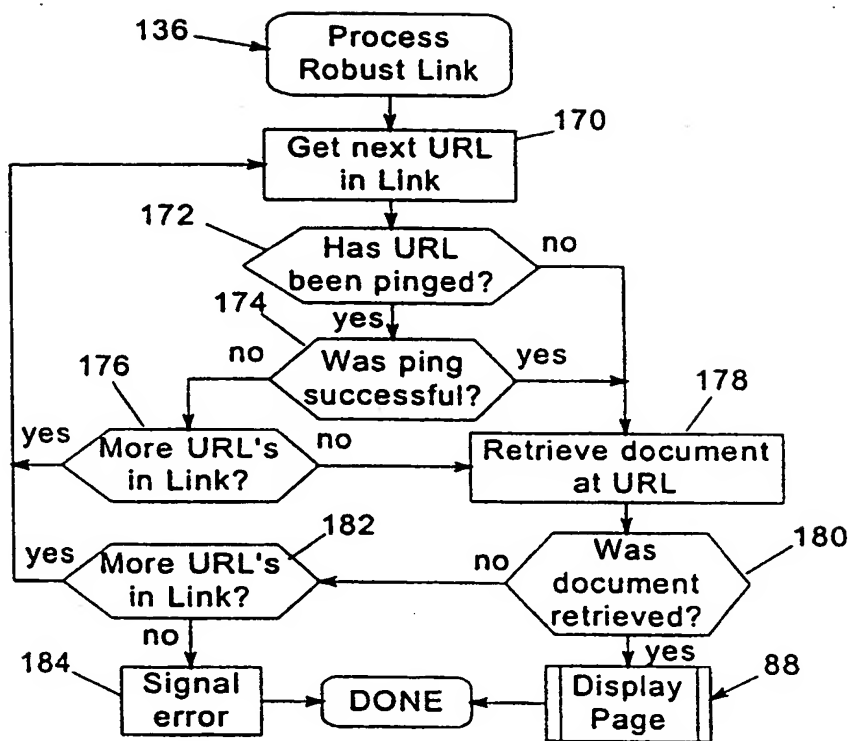 136
Process
Robust Link
170
Get next URL
in Link
172
Has URL
been pinged?
no
yes
174
Was ping
successful?
no
yes
176
More URL's
in Link?
yes
no
178
Retrieve document
at URL
182
More URL's
in Link?
yes
no
180
Was
document
retrieved?
no
yes
184
Signal
error
DONE
Display
Page
88